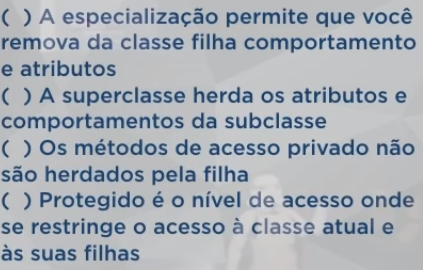 ( ) A especialização permite que você
remova da classe filha comportamento
e atributos
( ) A superclasse herda os atributos e
comportamentos da subclasse
( ) Os métodos de acesso privado não
são herdados pela filha
( ) Protegido é o nível de acesso onde
se restringe o acesso à classe atual e
às suas filhas